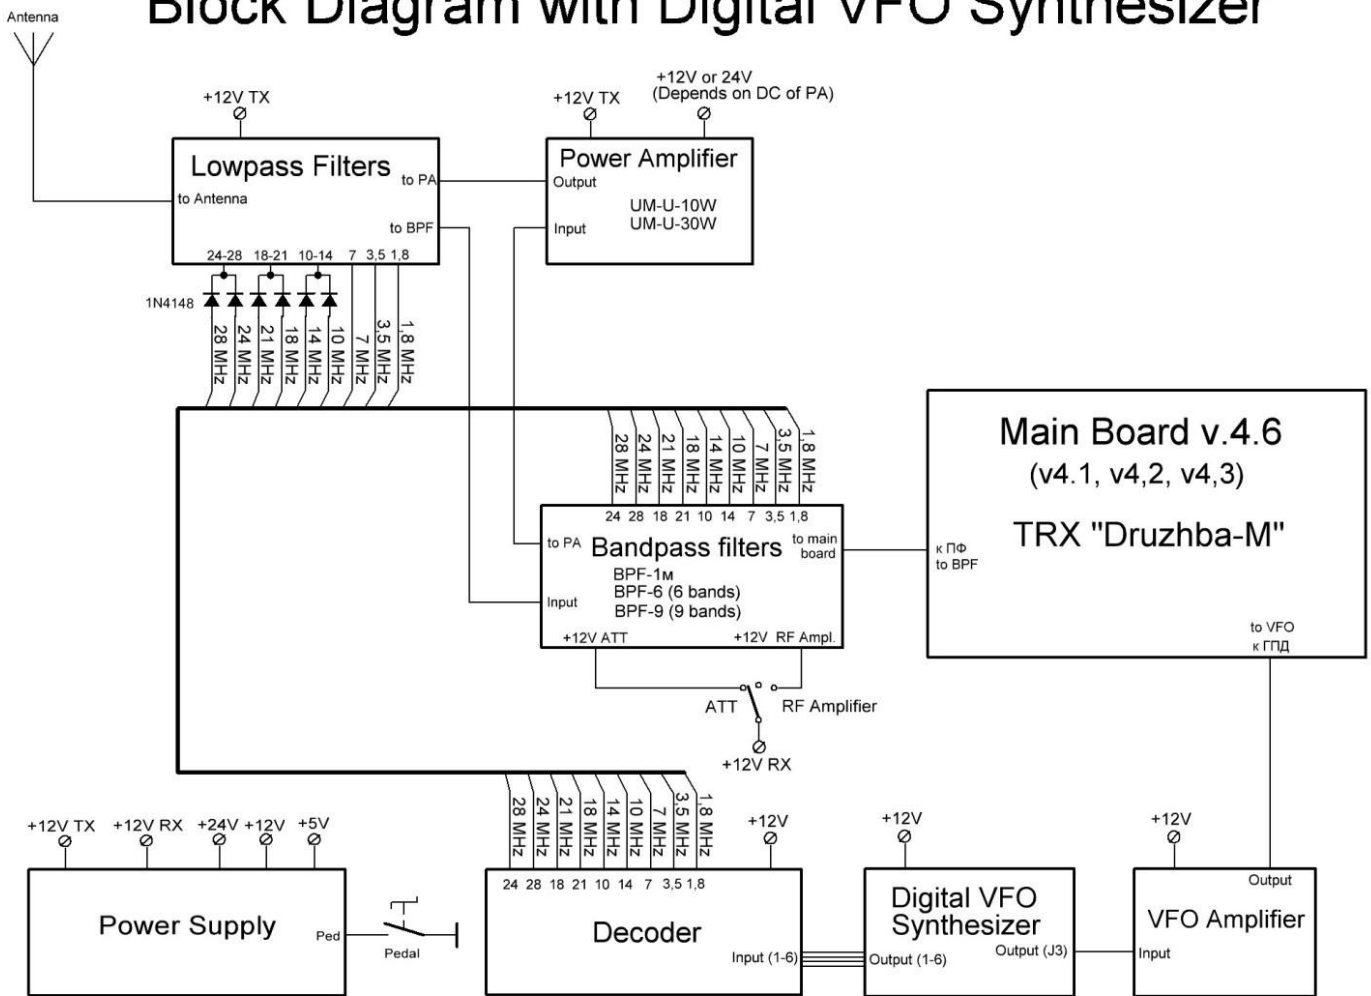 Block Diagram with Digital VFO Synthesizer
Antenna
+12V TX
Lowpass Filters
to PA
to Antenna
to BPF
24-28 18-21 10-14 7 3,5 1,8
1N4148
28 MHz
24 MHz
21 MHz
18 MHz
14 MHz
10 MHz
7 MHz
3,5 MHz
1,8 MHz
+12V TX
+12V or 24V
(Depends on DC of PA)
Power Amplifier
Output
UM-U-10W
UM-U-30W
Input
28 MHz
24 MHz
21 MHz
18 MHz
14 MHz
10 MHz
7 MHz
3,5 MHz
1,8 MHz
24 28 18 21 10 14 7 3,5 1,8
to PA
Bandpass filters
to main
board
BPF-1м
BPF-6 (6 bands)
BPF-9 (9 bands)
Input
+12V ATT
+12V RF Ampl.
ATT
RF Amplifier
+12V RX
Main Board v.4.6
(v4.1, v4,2, v4,3)
TRX "Druzhba-M"
к ПФ
to BPF
to VFO
к ГПД
+12V TX +12V RX +24V +12V +5V
Power Supply
Ped
Pedal
28 MHz
24 MHz
21 MHz
18 MHz
14 MHz
10 MHz
7 MHz
3,5 MHz
1,8 MHz
+12V
24 28 18 21 10 14 7 3,5 1,8
Decoder
Input (1-6)
+12V
Digital VFO
Synthesizer
Output (J3)
Output (1-6)
+12V
Output
VFO Amplifier
Input